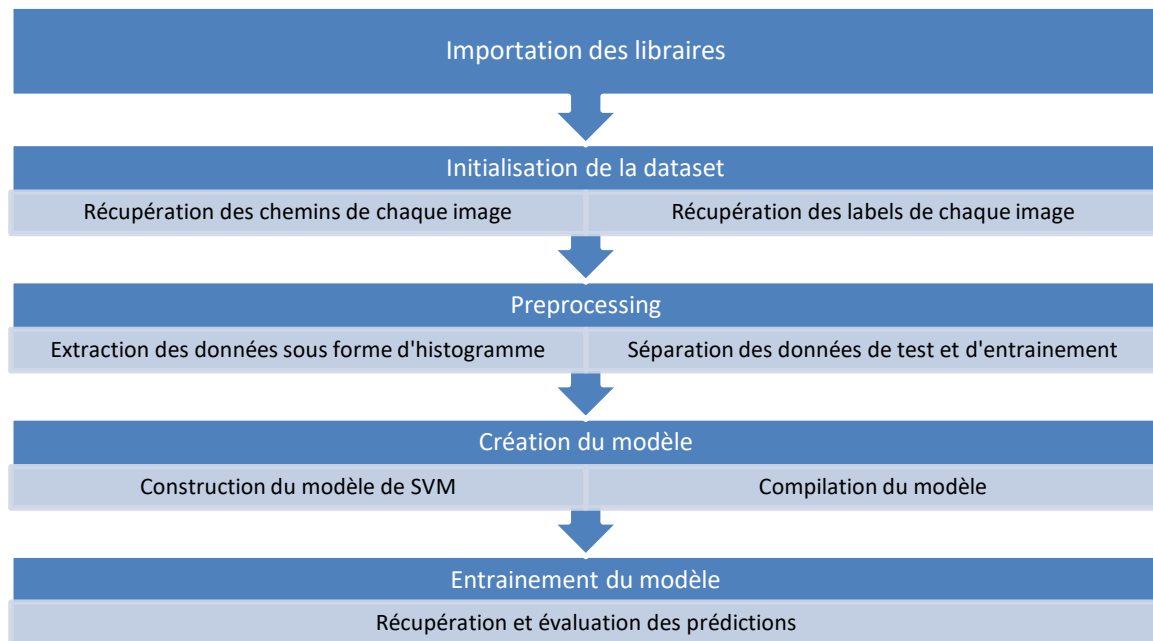 Importation des libraires
Initialisation de la dataset
Récupération des chemins de chaque image
Récupération des labels de chaque image
Preprocessing
Extraction des données sous forme d'histogramme
Séparation des données de test et d'entrainement
Création du modèle
Construction du modèle de SVM
Compilation du modèle
Entrainement du modèle
Récupération et évaluation des prédictions